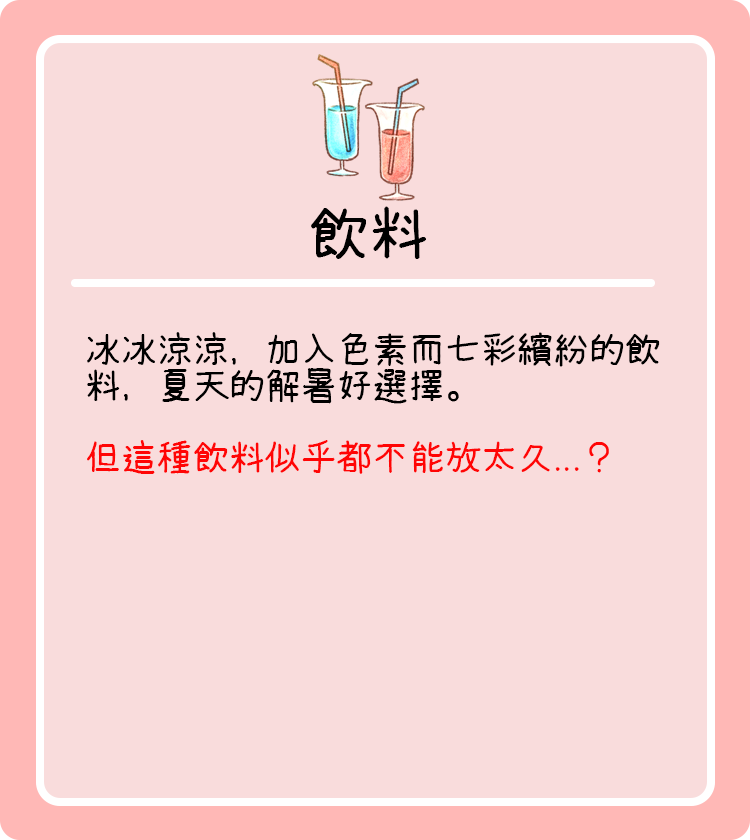 飲料
冰冰涼涼，加入色素而七彩繽紛的飲
料，夏天的解暑好選擇。
但這種飲料似乎都不能放太久...？